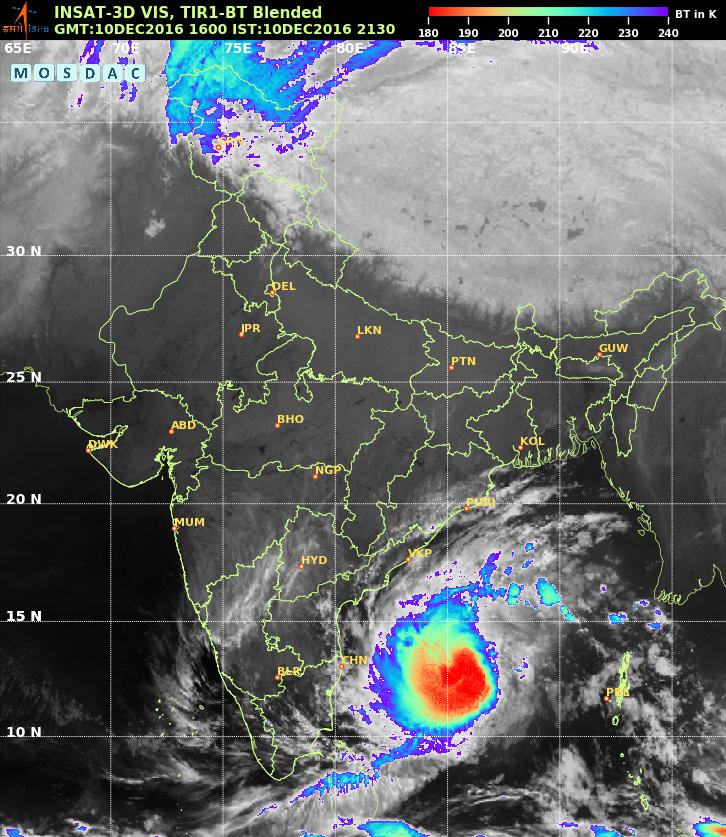 INSAT-3D VIS, TIR1-BT Blended
GMT:10DEC2016 1600 IST:10DEC2016 2130
BT in K
180 190 200 210 220 230 240
65E 70E 75E 80E 85E 90E
M O S D A C
30 N
DEL
JPR
LKN
GUW
PTN
25 N
BHO
ABD
KOL
DWK
NGP
20 N
PURI
MUM
VKP
HYD
15 N
CHN
BLR
PBL
10 N